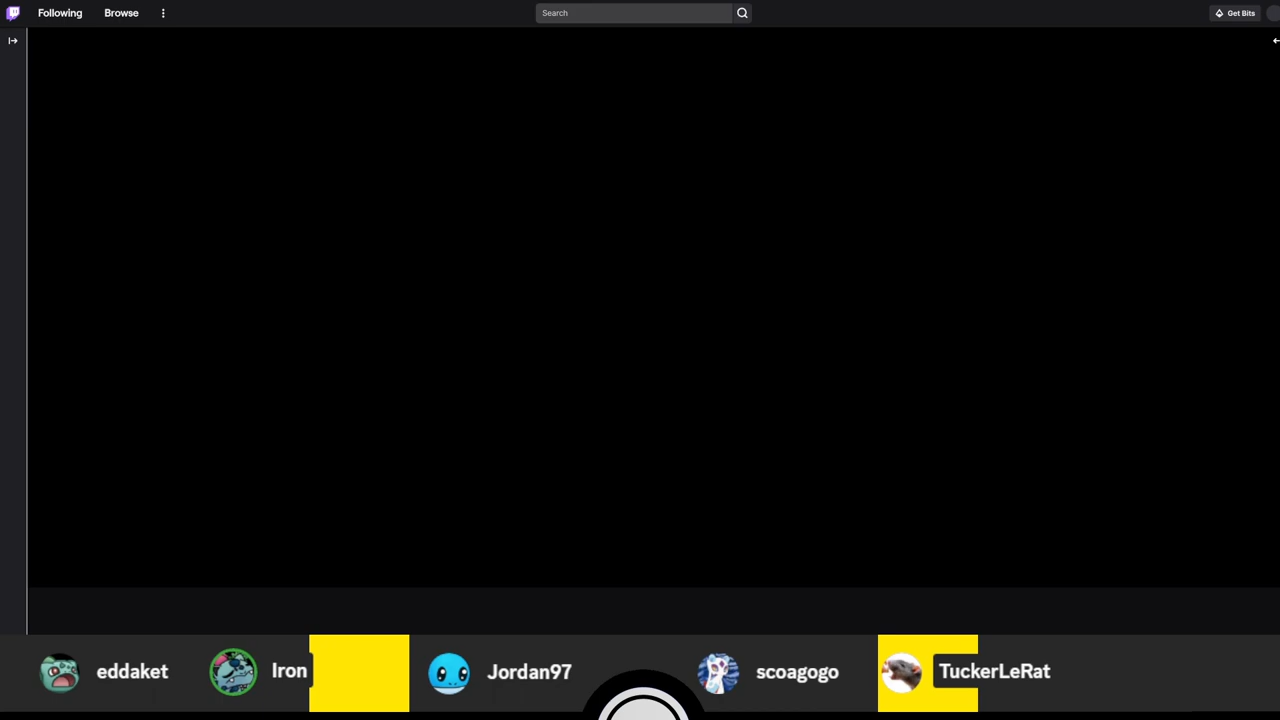 Following Browse Search Get Bits
eddaket Iron Jordan97 scoagogo TuckerLeRat